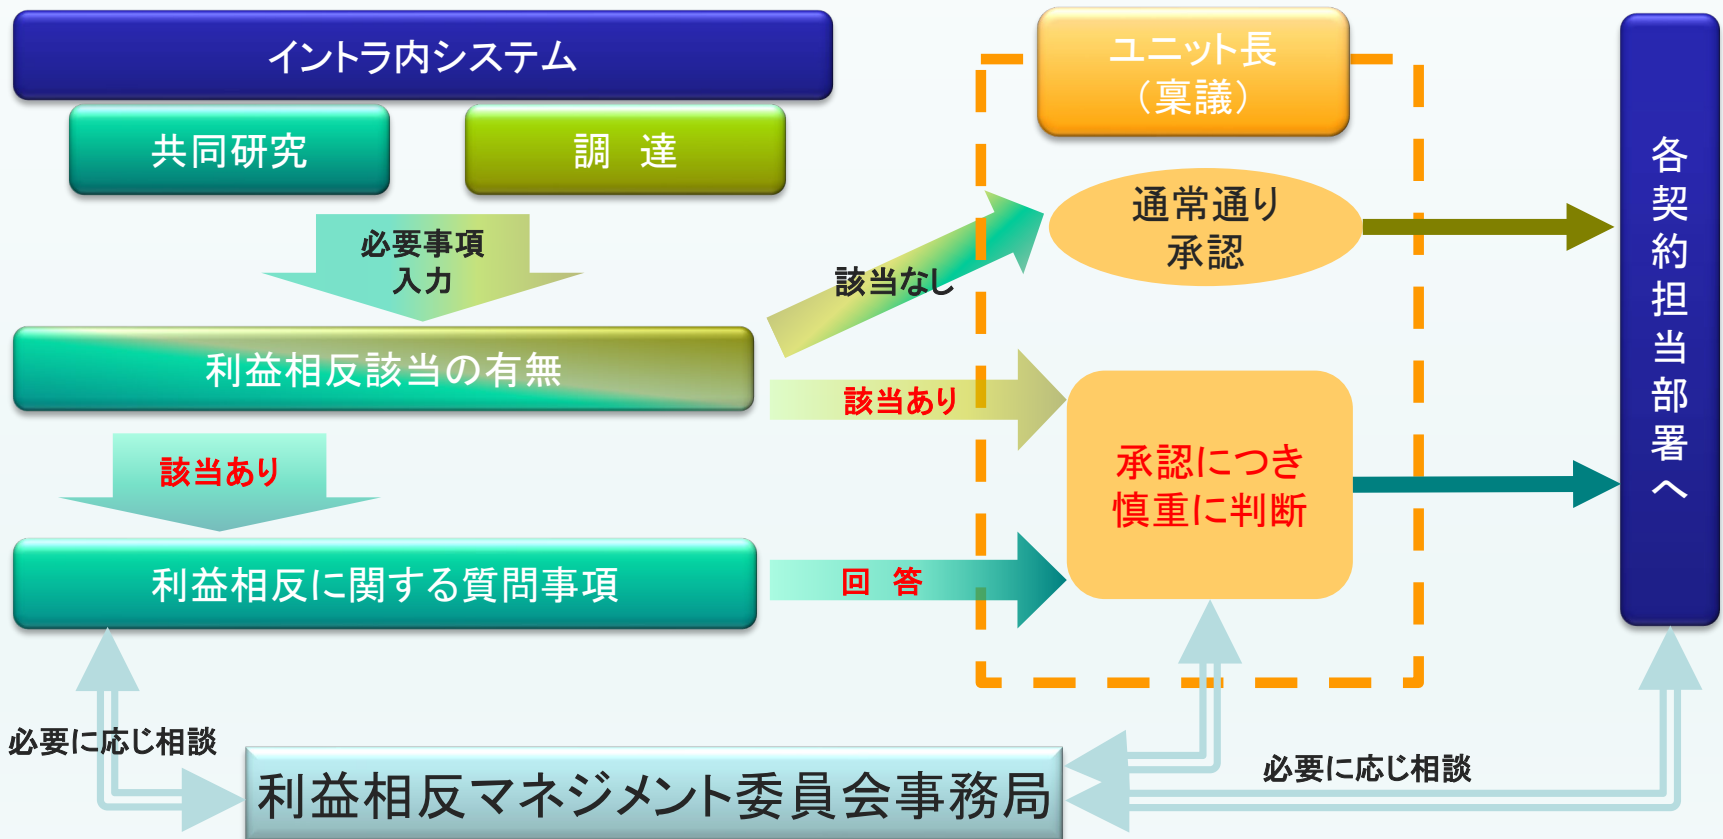 イントラ内システム
共同研究
調　達
必要事項
入力
利益相反該当の有無
該当あり
利益相反に関する質問事項
該当なし
該当あり
回　答
ユニット長
（稟議）
通常通り
承認
承認につき
慎重に判断
各契約担当部署へ
必要に応じ相談
利益相反マネジメント委員会事務局
必要に応じ相談